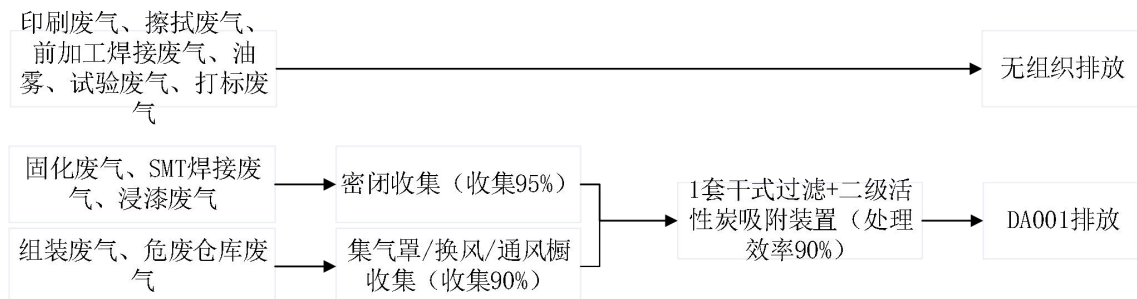 印刷废气、擦拭废气、
前加工焊接废气、油
雾、试验废气、打标废
气
无组织排放
固化废气、SMT焊接废
气、浸漆废气
密闭收集（收集95%）
1套干式过滤+二级活
性炭吸附装置（处理
效率90%）
DA001排放
组装废气、危废仓库废
气
集气罩/换风/通风橱
收集（收集90%）